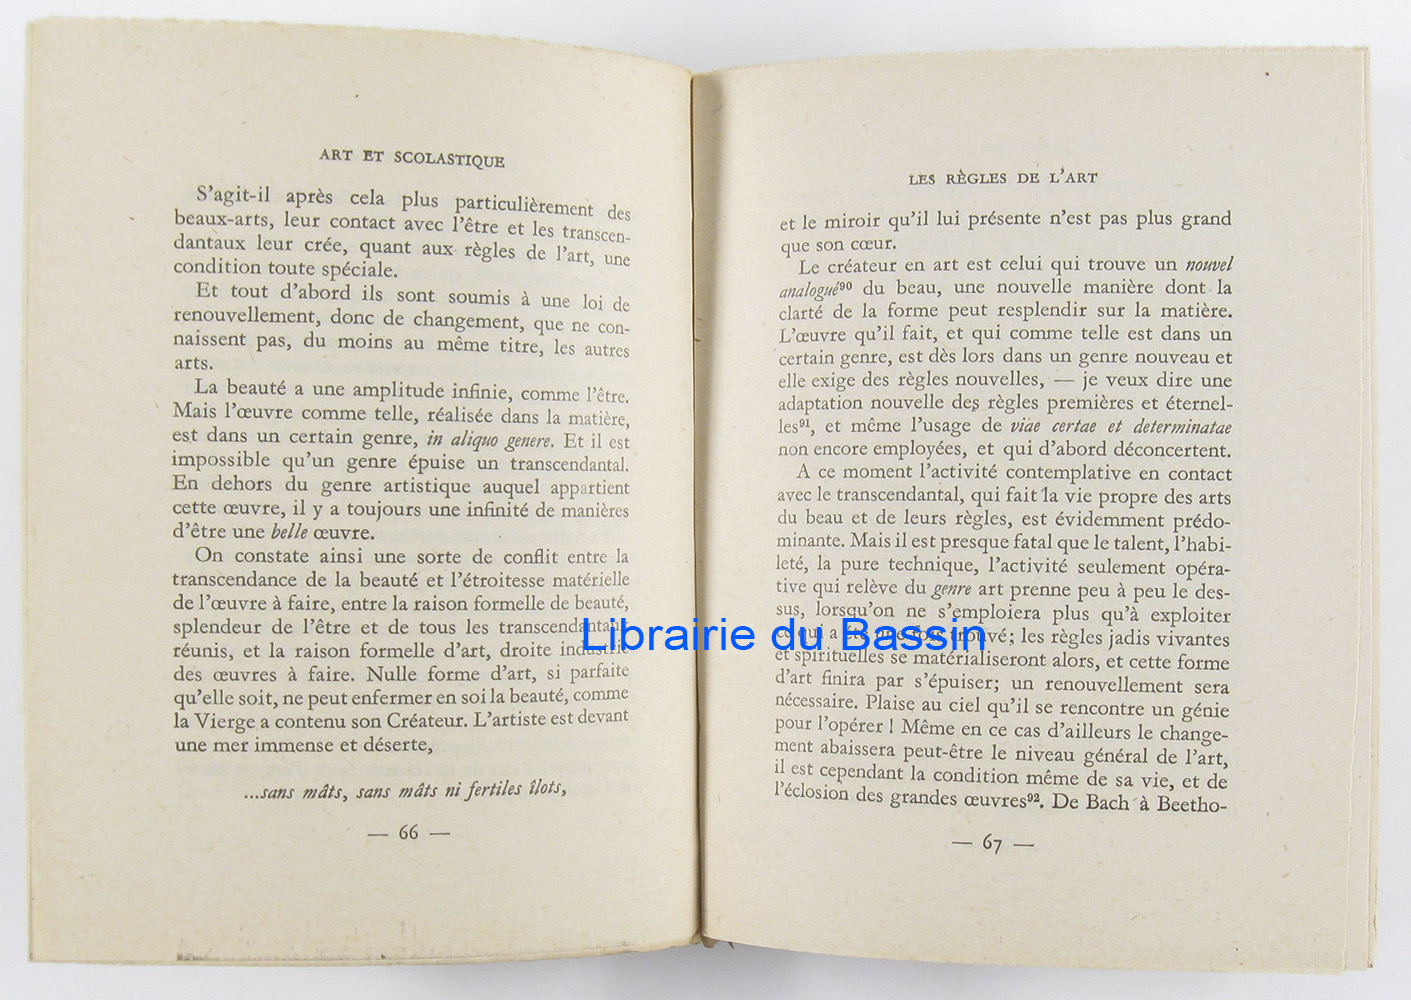 ART ET SCOLASTIQUE
S'agit-il après cela plus particulièrement des
beaux-arts, leur contact avec l'être et les transcen-
dantaux leur crée, quant aux règles de l'art, une
condition toute spéciale.
Et tout d'abord ils sont soumis à une loi de
renouvellement, donc de changement, que ne con-
naissent pas, du moins au même titre, les autres
arts.
La beauté a une amplitude infinie, comme l'être.
Mais l'œuvre comme telle, réalisée dans la matière,
est dans un certain genre, in aliquo genere. Et il est
impossible qu'un genre épuise un transcendantal.
En dehors du genre artistique auquel appartient
cette œuvre, il y a toujours une infinité de manières
d'être une belle œuvre.
On constate ainsi une sorte de conflit entre la
transcendance de la beauté et l'étroitesse matérielle
de l'œuvre à faire, entre la raison formelle de beauté,
splendeur de l'être et de tous les transcendantaux
réunis, et la raison formelle d'art, droite industrie
des œuvres à faire. Nulle forme d'art, si parfaite
qu'elle soit, ne peut enfermer en soi la beauté, comme
la Vierge a contenu son Créateur. L'artiste est devant
une mer immense et déserte,
...sans mâts, sans mâts ni fertiles îlots,
— 66 —
LES RÈGLES DE L'ART
et le miroir qu'il lui présente n'est pas plus grand
que son cœur.
Le créateur en art est celui qui trouve un nouvel
analogué⁹⁰ du beau, une nouvelle manière dont la
clarté de la forme peut resplendir sur la matière.
L'œuvre qu'il fait, et qui comme telle est dans un
certain genre, est dès lors dans un genre nouveau et
elle exige des règles nouvelles, — je veux dire une
adaptation nouvelle des règles premières et éternel-
les⁹¹, et même l'usage de viae certae et determinatae
non encore employées, et qui d'abord déconcertent.
A ce moment l'activité contemplative en contact
avec le transcendantal, qui fait la vie propre des arts
du beau et de leurs règles, est évidemment prédo-
minante. Mais il est presque fatal que le talent, l'habi-
leté, la pure technique, l'activité seulement opéra-
tive qui relève du genre art prenne peu à peu le des-
sus, lorsqu'on ne s'emploiera plus qu'à exploiter
ce qui a été une fois trouvé; les règles jadis vivantes
et spirituelles se matérialiseront alors, et cette forme
d'art finira par s'épuiser; un renouvellement sera
nécessaire. Plaise au ciel qu'il se rencontre un génie
pour l'opérer ! Même en ce cas d'ailleurs le change-
ment abaissera peut-être le niveau général de l'art,
il est cependant la condition même de sa vie, et de
l'éclosion des grandes œuvres⁹². De Bach à Beetho-
— 67 —
Librairie du Bassin